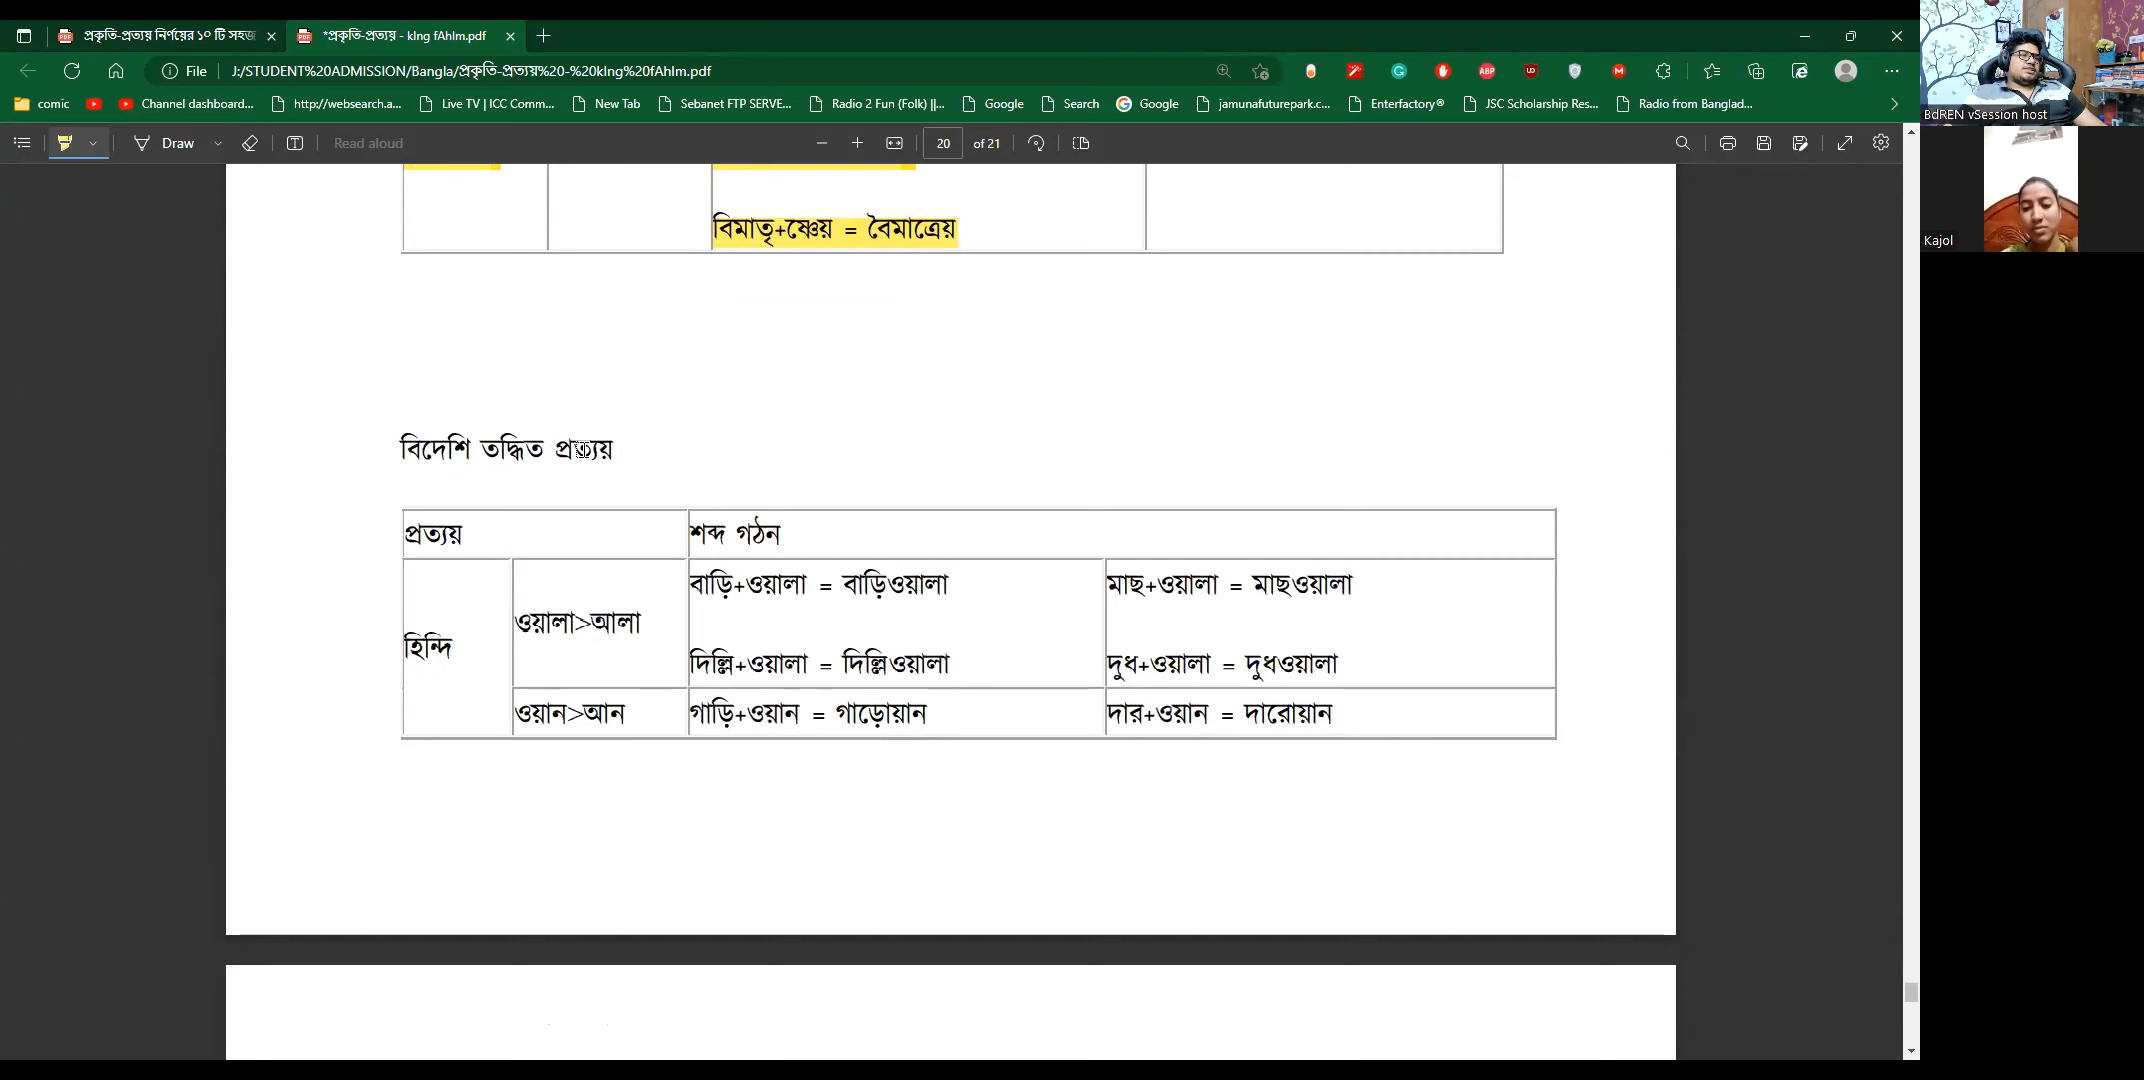 প্রকৃতি-প্রত্যয় নির্ণয়ের ১০ টি সহজ
*প্রকৃতি-প্রত্যয় - kIng fAhIm.pdf
File
J:/STUDENT%20ADMISSION/Bangla/প্রকৃতি-প্রত্যয়%20-%20kIng%20fAhIm.pdf
comic
Channel dashboard...
http://websearch.a...
Live TV | ICC Comm...
New Tab
Sebanet FTP SERVE...
Radio 2 Fun (Folk) ||...
Google
Search
Google
jamunafuturepark.c...
Enterfactory®
JSC Scholarship Res...
Radio from Banglad...
Draw
Read aloud
20 of 21
বিমাতৃ+ষ্ণেয় = বৈমাত্রেয়
বিদেশি তদ্ধিত প্রত্যয়
প্রত্যয়
শব্দ গঠন
হিন্দি
ওয়ালা>আলা
বাড়ি+ওয়ালা = বাড়িওয়ালা
মাছ+ওয়ালা = মাছওয়ালা
দিল্লি+ওয়ালা = দিল্লিওয়ালা
দুধ+ওয়ালা = দুধওয়ালা
ওয়ান>আন
গাড়ি+ওয়ান = গাড়োয়ান
দার+ওয়ান = দারোয়ান
BdREN vSession host
Kajol